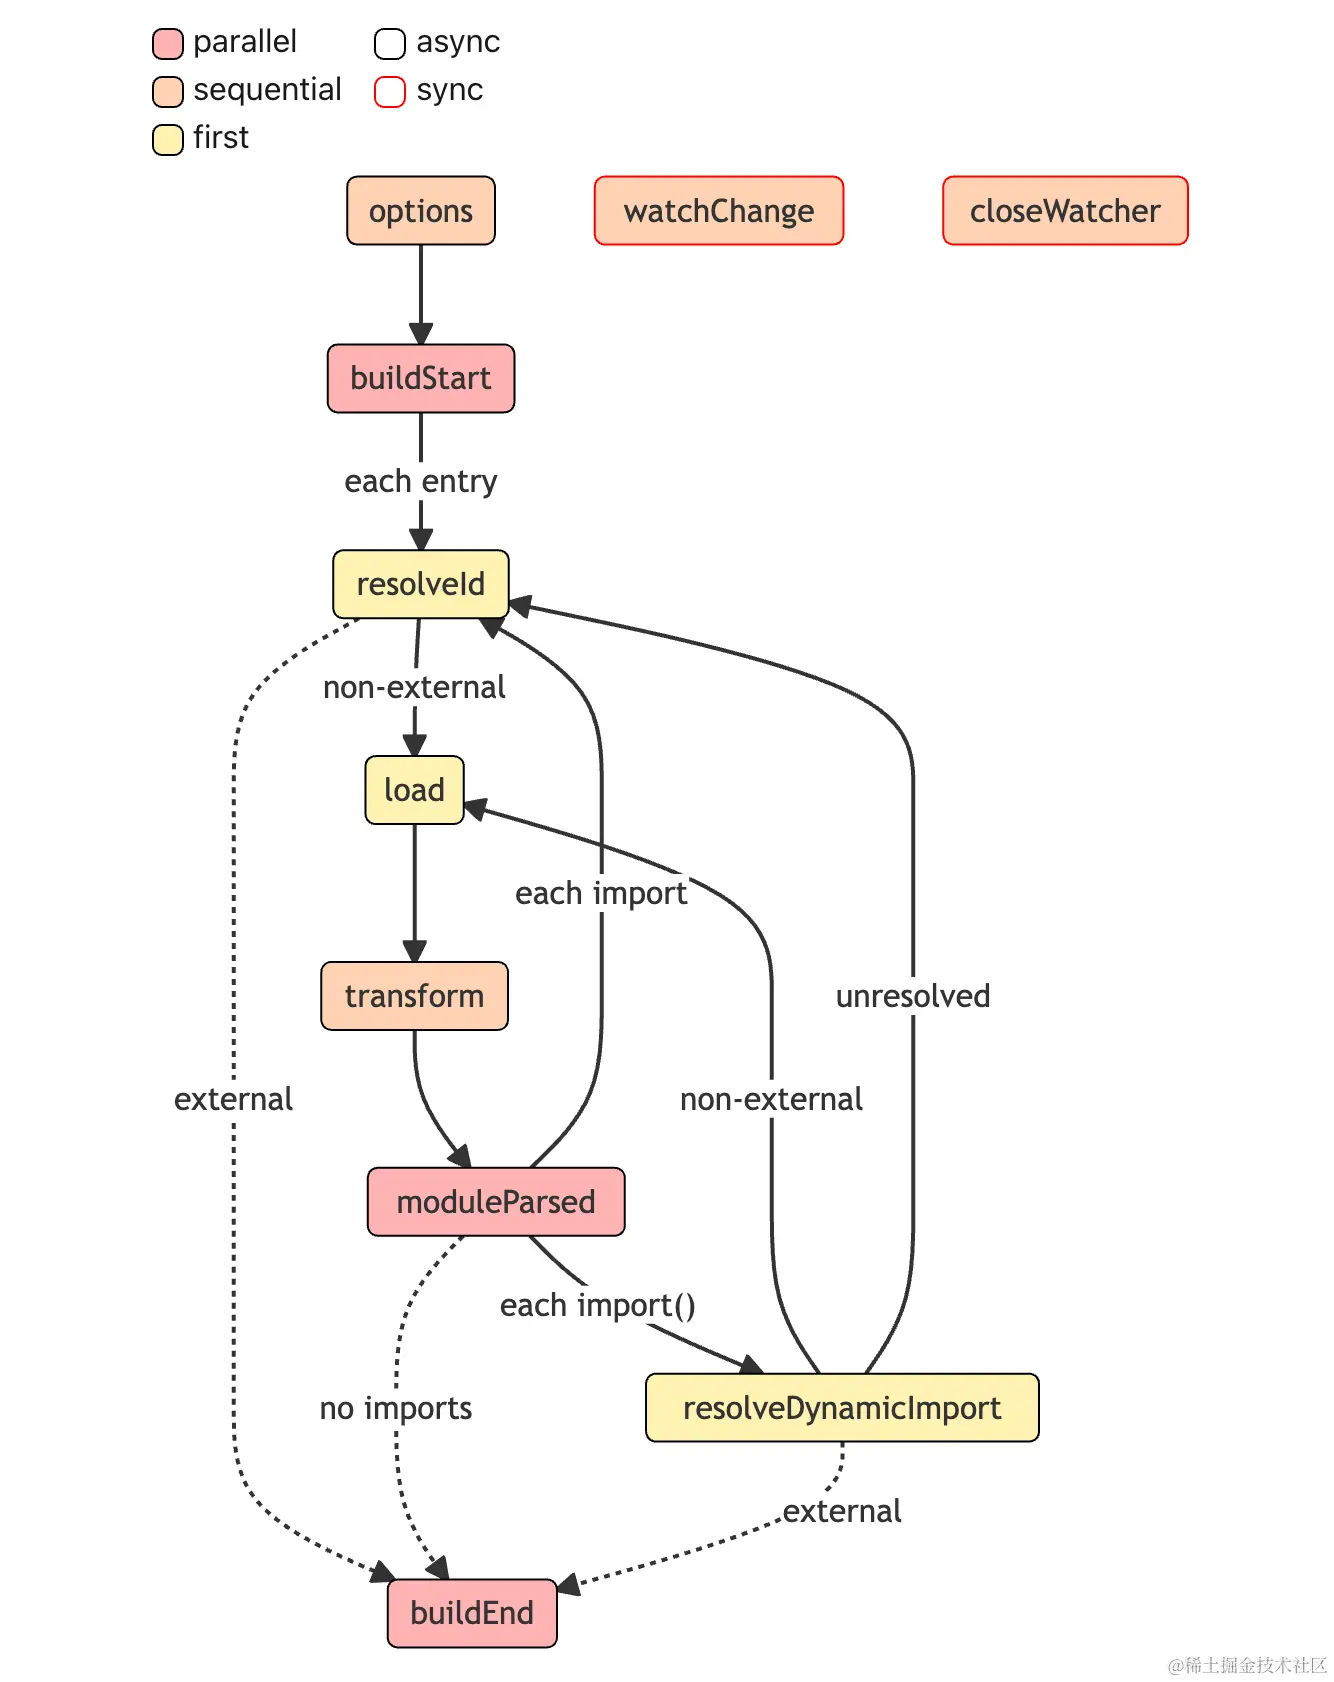 parallel
async
sequential
sync
first
options
watchChange
closeWatcher
buildStart
each entry
resolveId
non-external
load
each import
transform
unresolved
external
non-external
moduleParsed
each import()
no imports
resolveDynamicImport
external
buildEnd
@稀土掘金技术社区